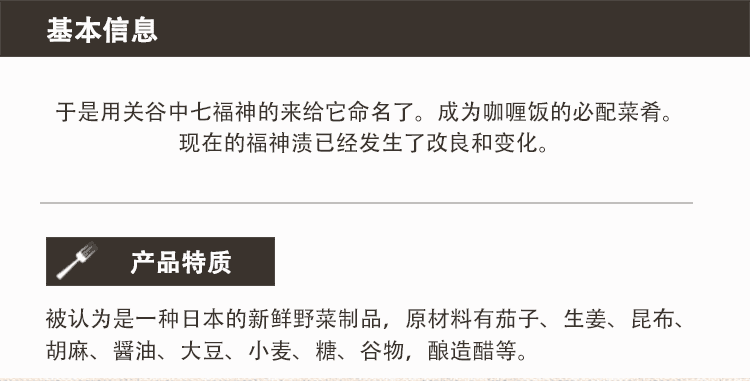 基本信息
于是用关谷中七福神的来给它命名了。成为咖喱饭的必配菜肴。
现在的福神渍已经发生了改良和变化。
产品特质
被认为是一种日本的新鲜野菜制品，原材料有茄子、生姜、昆布、
胡麻、醤油、大豆、小麦、糖、谷物，酿造醋等。